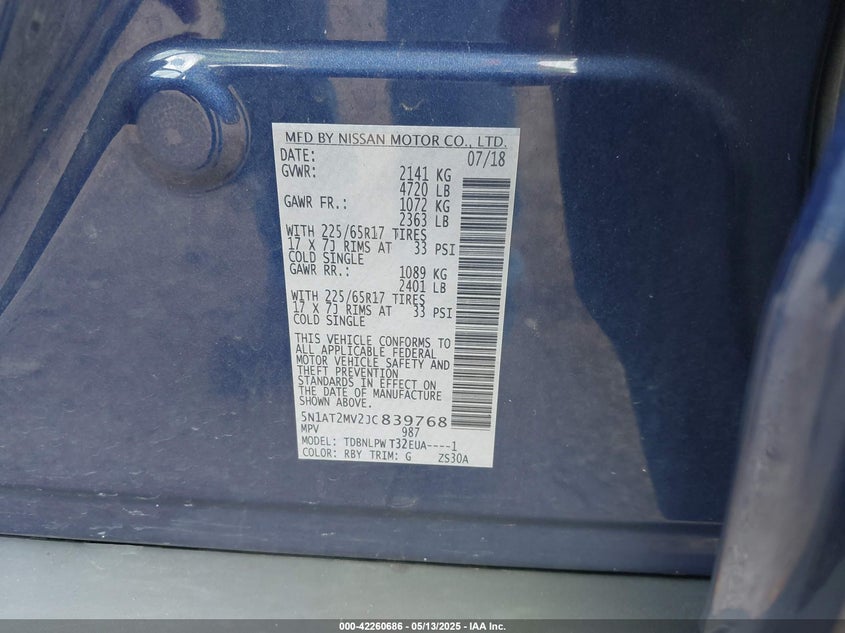 MFD BY NISSAN MOTOR CO., LTD.
DATE: 07/18
GVWR: 2141 KG
4720 LB
GAWR FR.: 1072 KG
2363 LB
WITH 225/65R17 TIRES
17 X 7J RIMS AT 33 PSI
COLD SINGLE
GAWR RR.: 1089 KG
2401 LB
WITH 225/65R17 TIRES
17 X 7J RIMS AT 33 PSI
COLD SINGLE
THIS VEHICLE CONFORMS TO
ALL APPLICABLE FEDERAL
MOTOR VEHICLE SAFETY AND
THEFT PREVENTION
STANDARDS IN EFFECT ON
THE DATE OF MANUFACTURE
SHOWN ABOVE.
5N1AT2MV2JC839768
MPV 987
MODEL: TDBNLPW T32EUA----1
COLOR: RBY TRIM: G ZS30A
000-42260686 - 05/13/2025 - IAA Inc.